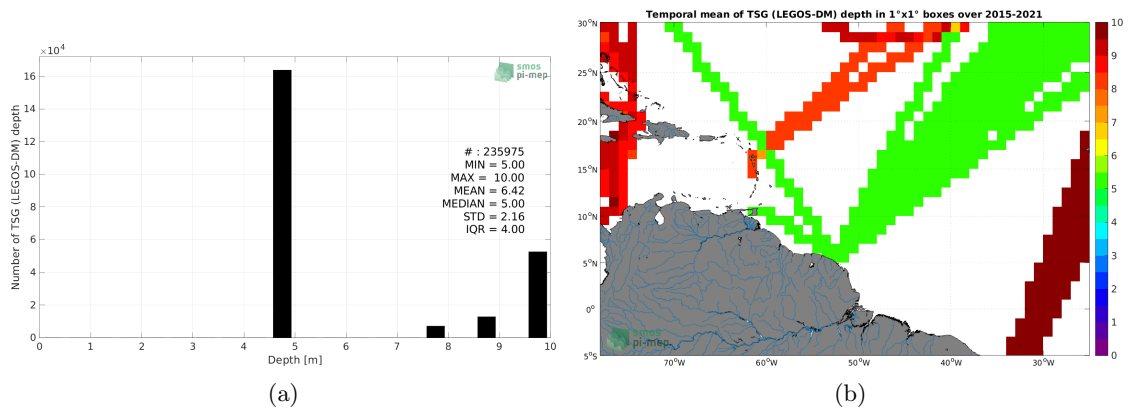 ×10⁴
16
14
12
10
8
6
4
2
0
Number of TSG (LEGOS-DM) depth
smos
pi-mep
# : 235975
MIN = 5.00
MAX = 10.00
MEAN = 6.42
MEDIAN = 5.00
STD = 2.16
IQR = 4.00
0 1 2 3 4 5 6 7 8 9 10
Depth [m]
(a)
Temporal mean of TSG (LEGOS-DM) depth in 1°x1° boxes over 2015-2021
30°N
25°N
20°N
15°N
10°N
5°N
0°
5°S
smos
pi-mep
70°W 60°W 50°W 40°W 30°W
10
9
8
7
6
5
4
3
2
1
0
(b)